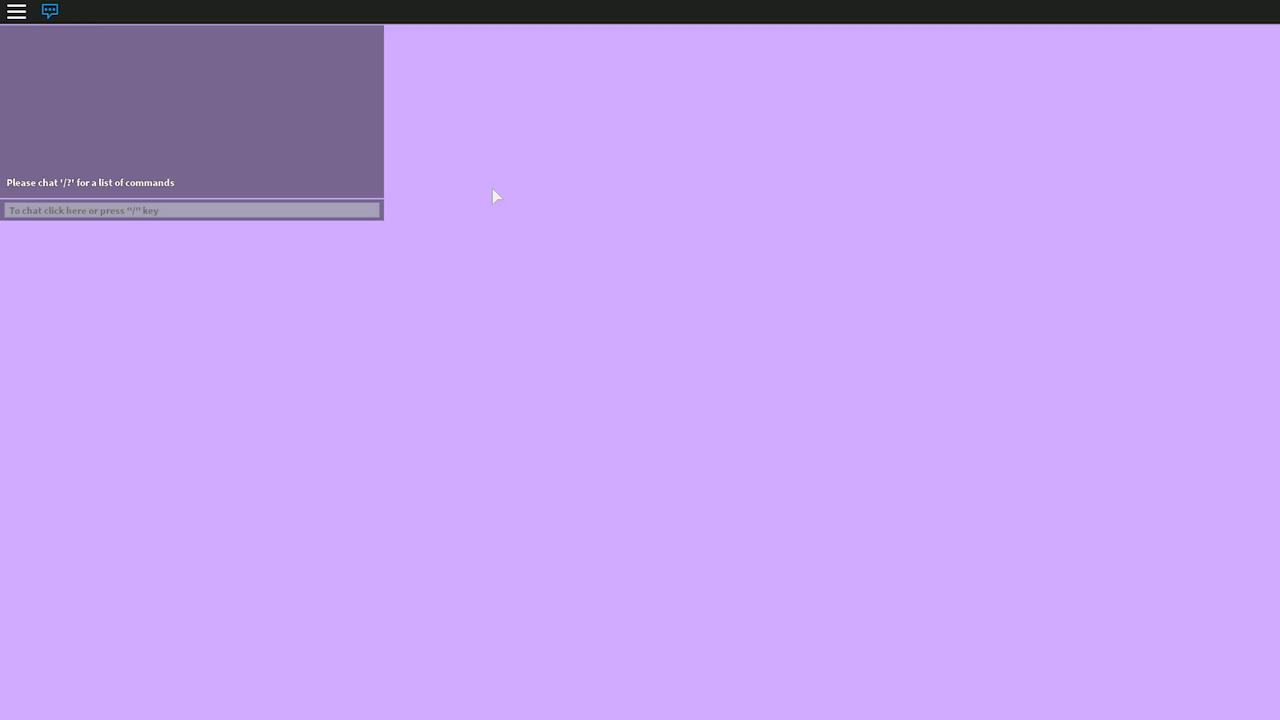 Please chat '/?' for a list of commands
To chat click here or press "/" key